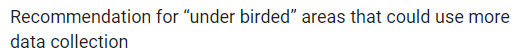 Recommendation for “under birded” areas that could use more
data collection